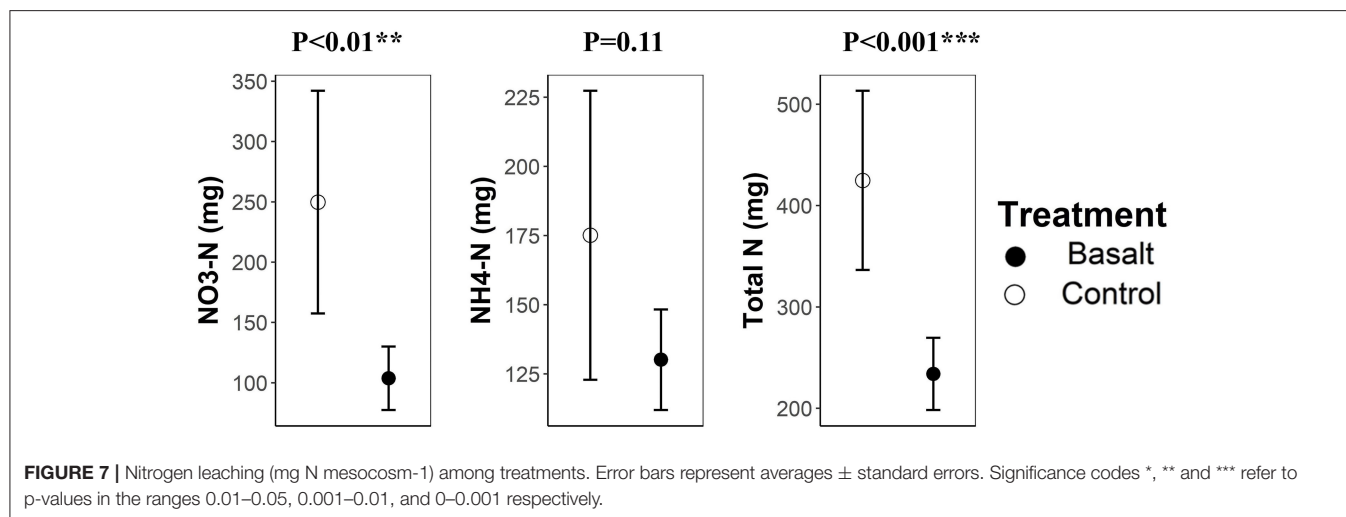 P<0.01**
P=0.11
P<0.001***
NO3-N (mg)
350
300
250
200
150
100
NH4-N (mg)
225
200
175
150
125
Total N (mg)
500
400
300
200
Treatment
Basalt
Control
FIGURE 7 | Nitrogen leaching (mg N mesocosm-1) among treatments. Error bars represent averages ± standard errors. Significance codes *, ** and *** refer to
p-values in the ranges 0.01–0.05, 0.001–0.01, and 0–0.001 respectively.